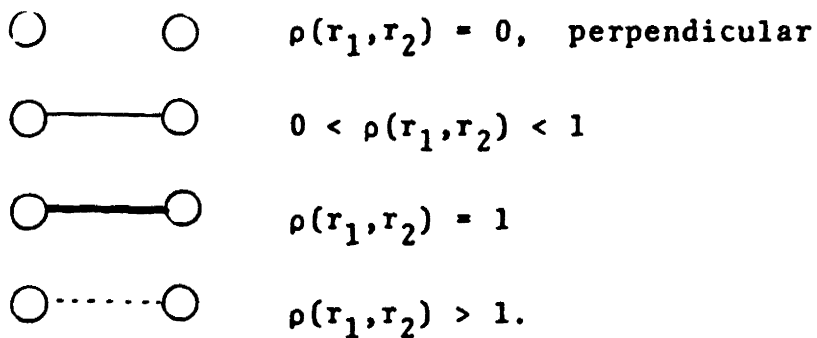 ρ(r₁,r₂) = 0, perpendicular
0 < ρ(r₁,r₂) < 1
ρ(r₁,r₂) = 1
ρ(r₁,r₂) > 1.